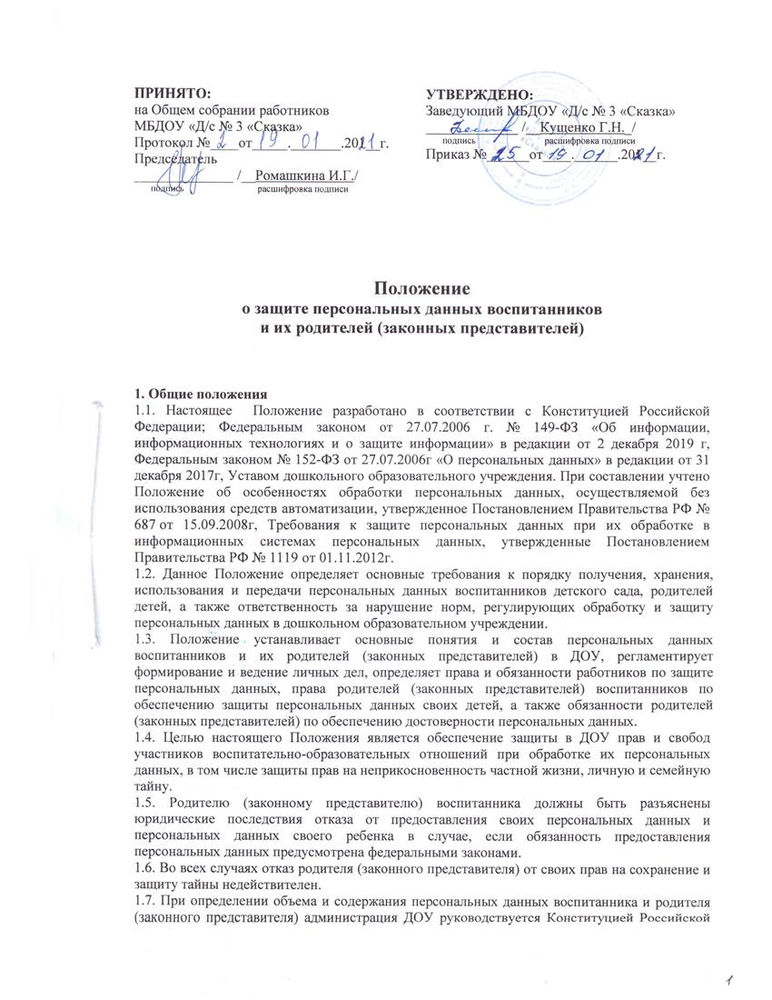 ПРИНЯТО:
на Общем собрании работников
МБДОУ «Д/с № 3 «Сказка»
Протокол № 2 от 19 . 01 .2021г.
Председатель
/ Ромашкина И.Г./
подпись расшифровка подписи
УТВЕРЖДЕНО:
Заведующий МБДОУ «Д/с № 3 «Сказка»
/ Кущенко Г.Н. /
подпись расшифровка подписи
Приказ № 25 от 19 . 01 .2021г.
Положение
о защите персональных данных воспитанников
и их родителей (законных представителей)
1. Общие положения
1.1. Настоящее Положение разработано в соответствии с Конституцией Российской
Федерации; Федеральным законом от 27.07.2006 г. № 149-ФЗ «Об информации,
информационных технологиях и о защите информации» в редакции от 2 декабря 2019 г,
Федеральным законом № 152-ФЗ от 27.07.2006г «О персональных данных» в редакции от 31
декабря 2017г, Уставом дошкольного образовательного учреждения. При составлении учтено
Положение об особенностях обработки персональных данных, осуществляемой без
использования средств автоматизации, утвержденное Постановлением Правительства РФ №
687 от 15.09.2008г, Требования к защите персональных данных при их обработке в
информационных системах персональных данных, утвержденные Постановлением
Правительства РФ № 1119 от 01.11.2012г.
1.2. Данное Положение определяет основные требования к порядку получения, хранения,
использования и передачи персональных данных воспитанников детского сада, родителей
детей, а также ответственность за нарушение норм, регулирующих обработку и защиту
персональных данных в дошкольном образовательном учреждении.
1.3. Положение устанавливает основные понятия и состав персональных данных
воспитанников и их родителей (законных представителей) в ДОУ, регламентирует
формирование и ведение личных дел, определяет права и обязанности работников по защите
персональных данных, права родителей (законных представителей) воспитанников по
обеспечению защиты персональных данных своих детей, а также обязанности родителей
(законных представителей) по обеспечению достоверности персональных данных.
1.4. Целью настоящего Положения является обеспечение защиты в ДОУ прав и свобод
участников воспитательно-образовательных отношений при обработке их персональных
данных, в том числе защиты прав на неприкосновенность частной жизни, личную и семейную
тайну.
1.5. Родителю (законному представителю) воспитанника должны быть разъяснены
юридические последствия отказа от предоставления своих персональных данных и
персональных данных своего ребенка в случае, если обязанность предоставления
персональных данных предусмотрена федеральными законами.
1.6. Во всех случаях отказ родителя (законного представителя) от своих прав на сохранение и
защиту тайны недействителен.
1.7. При определении объема и содержания персональных данных воспитанника и родителя
(законного представителя) администрация ДОУ руководствуется Конституцией Российской
1